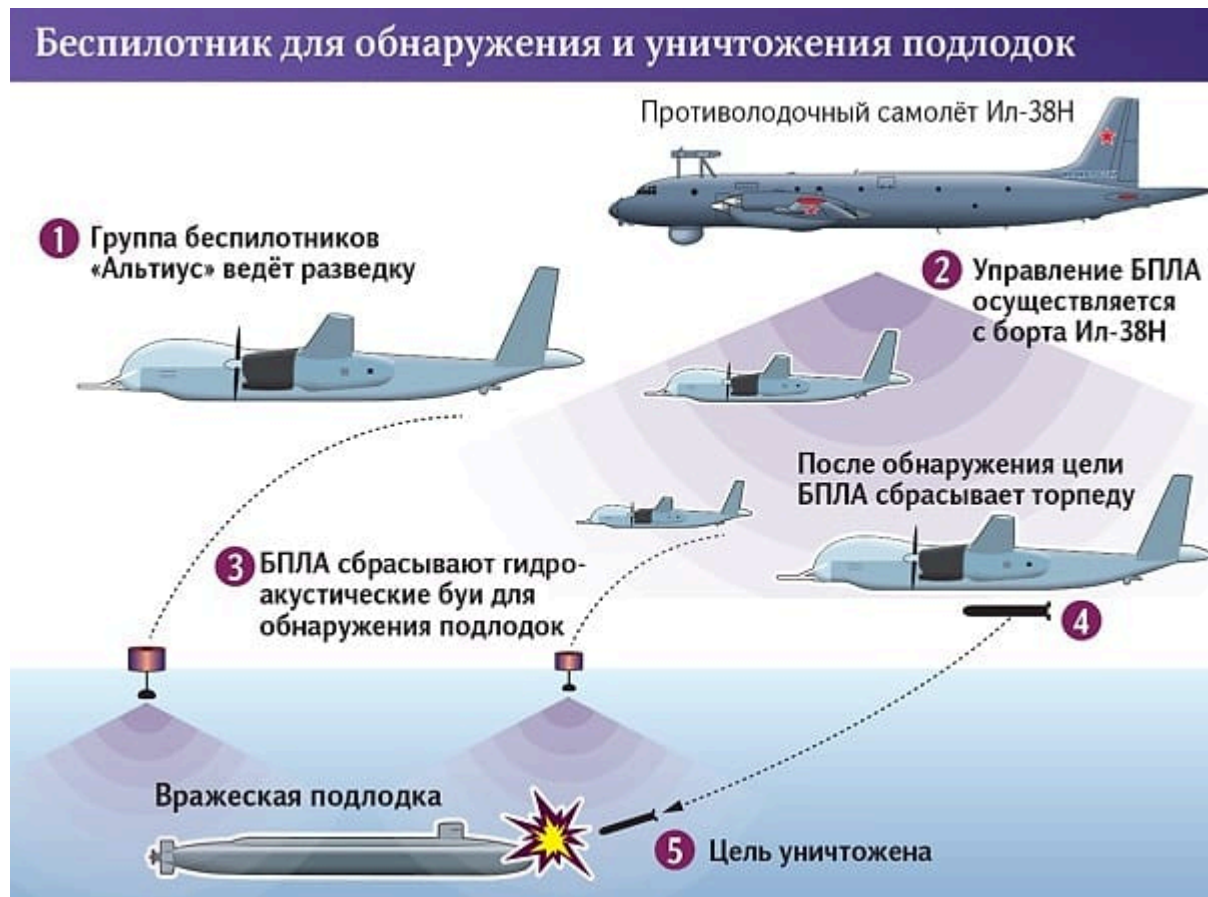 Беспилотник для обнаружения и уничтожения подлодок
Противолодочный самолёт Ил-38Н
1 Группа беспилотников
«Альтиус» ведёт разведку
2 Управление БПЛА
осуществляется
с борта Ил-38Н
3 БПЛА сбрасывают гидро-
акустические буи для
обнаружения подлодок
После обнаружения цели
БПЛА сбрасывает торпеду
4
Вражеская подлодка
5 Цель уничтожена